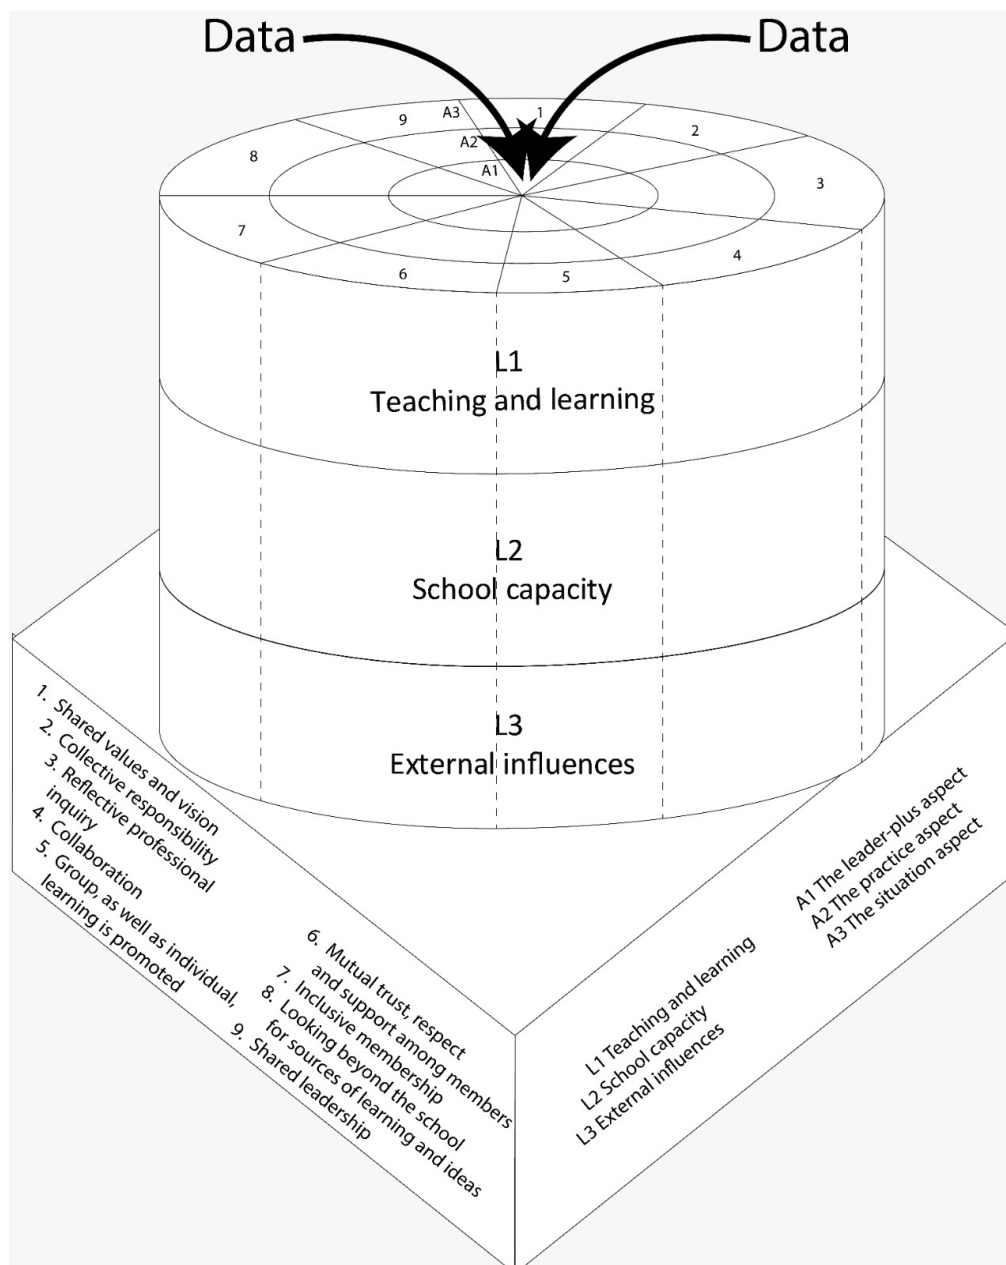 Data
Data
A3
1
9
2
A2
8
A1
3
7
4
6
5
L1
Teaching and learning
L2
School capacity
L3
External influences
1. Shared values and vision
2. Collective responsibility
3. Reflective professional
inquiry
4. Collaboration
5. Group, as well as individual,
learning is promoted
6. Mutual trust, respect
and support among members
7. Inclusive membership
8. Looking beyond the school
for sources of learning and ideas
9. Shared leadership
L1 Teaching and learning
L2 School capacity
L3 External influences
A1 The leader-plus aspect
A2 The practice aspect
A3 The situation aspect